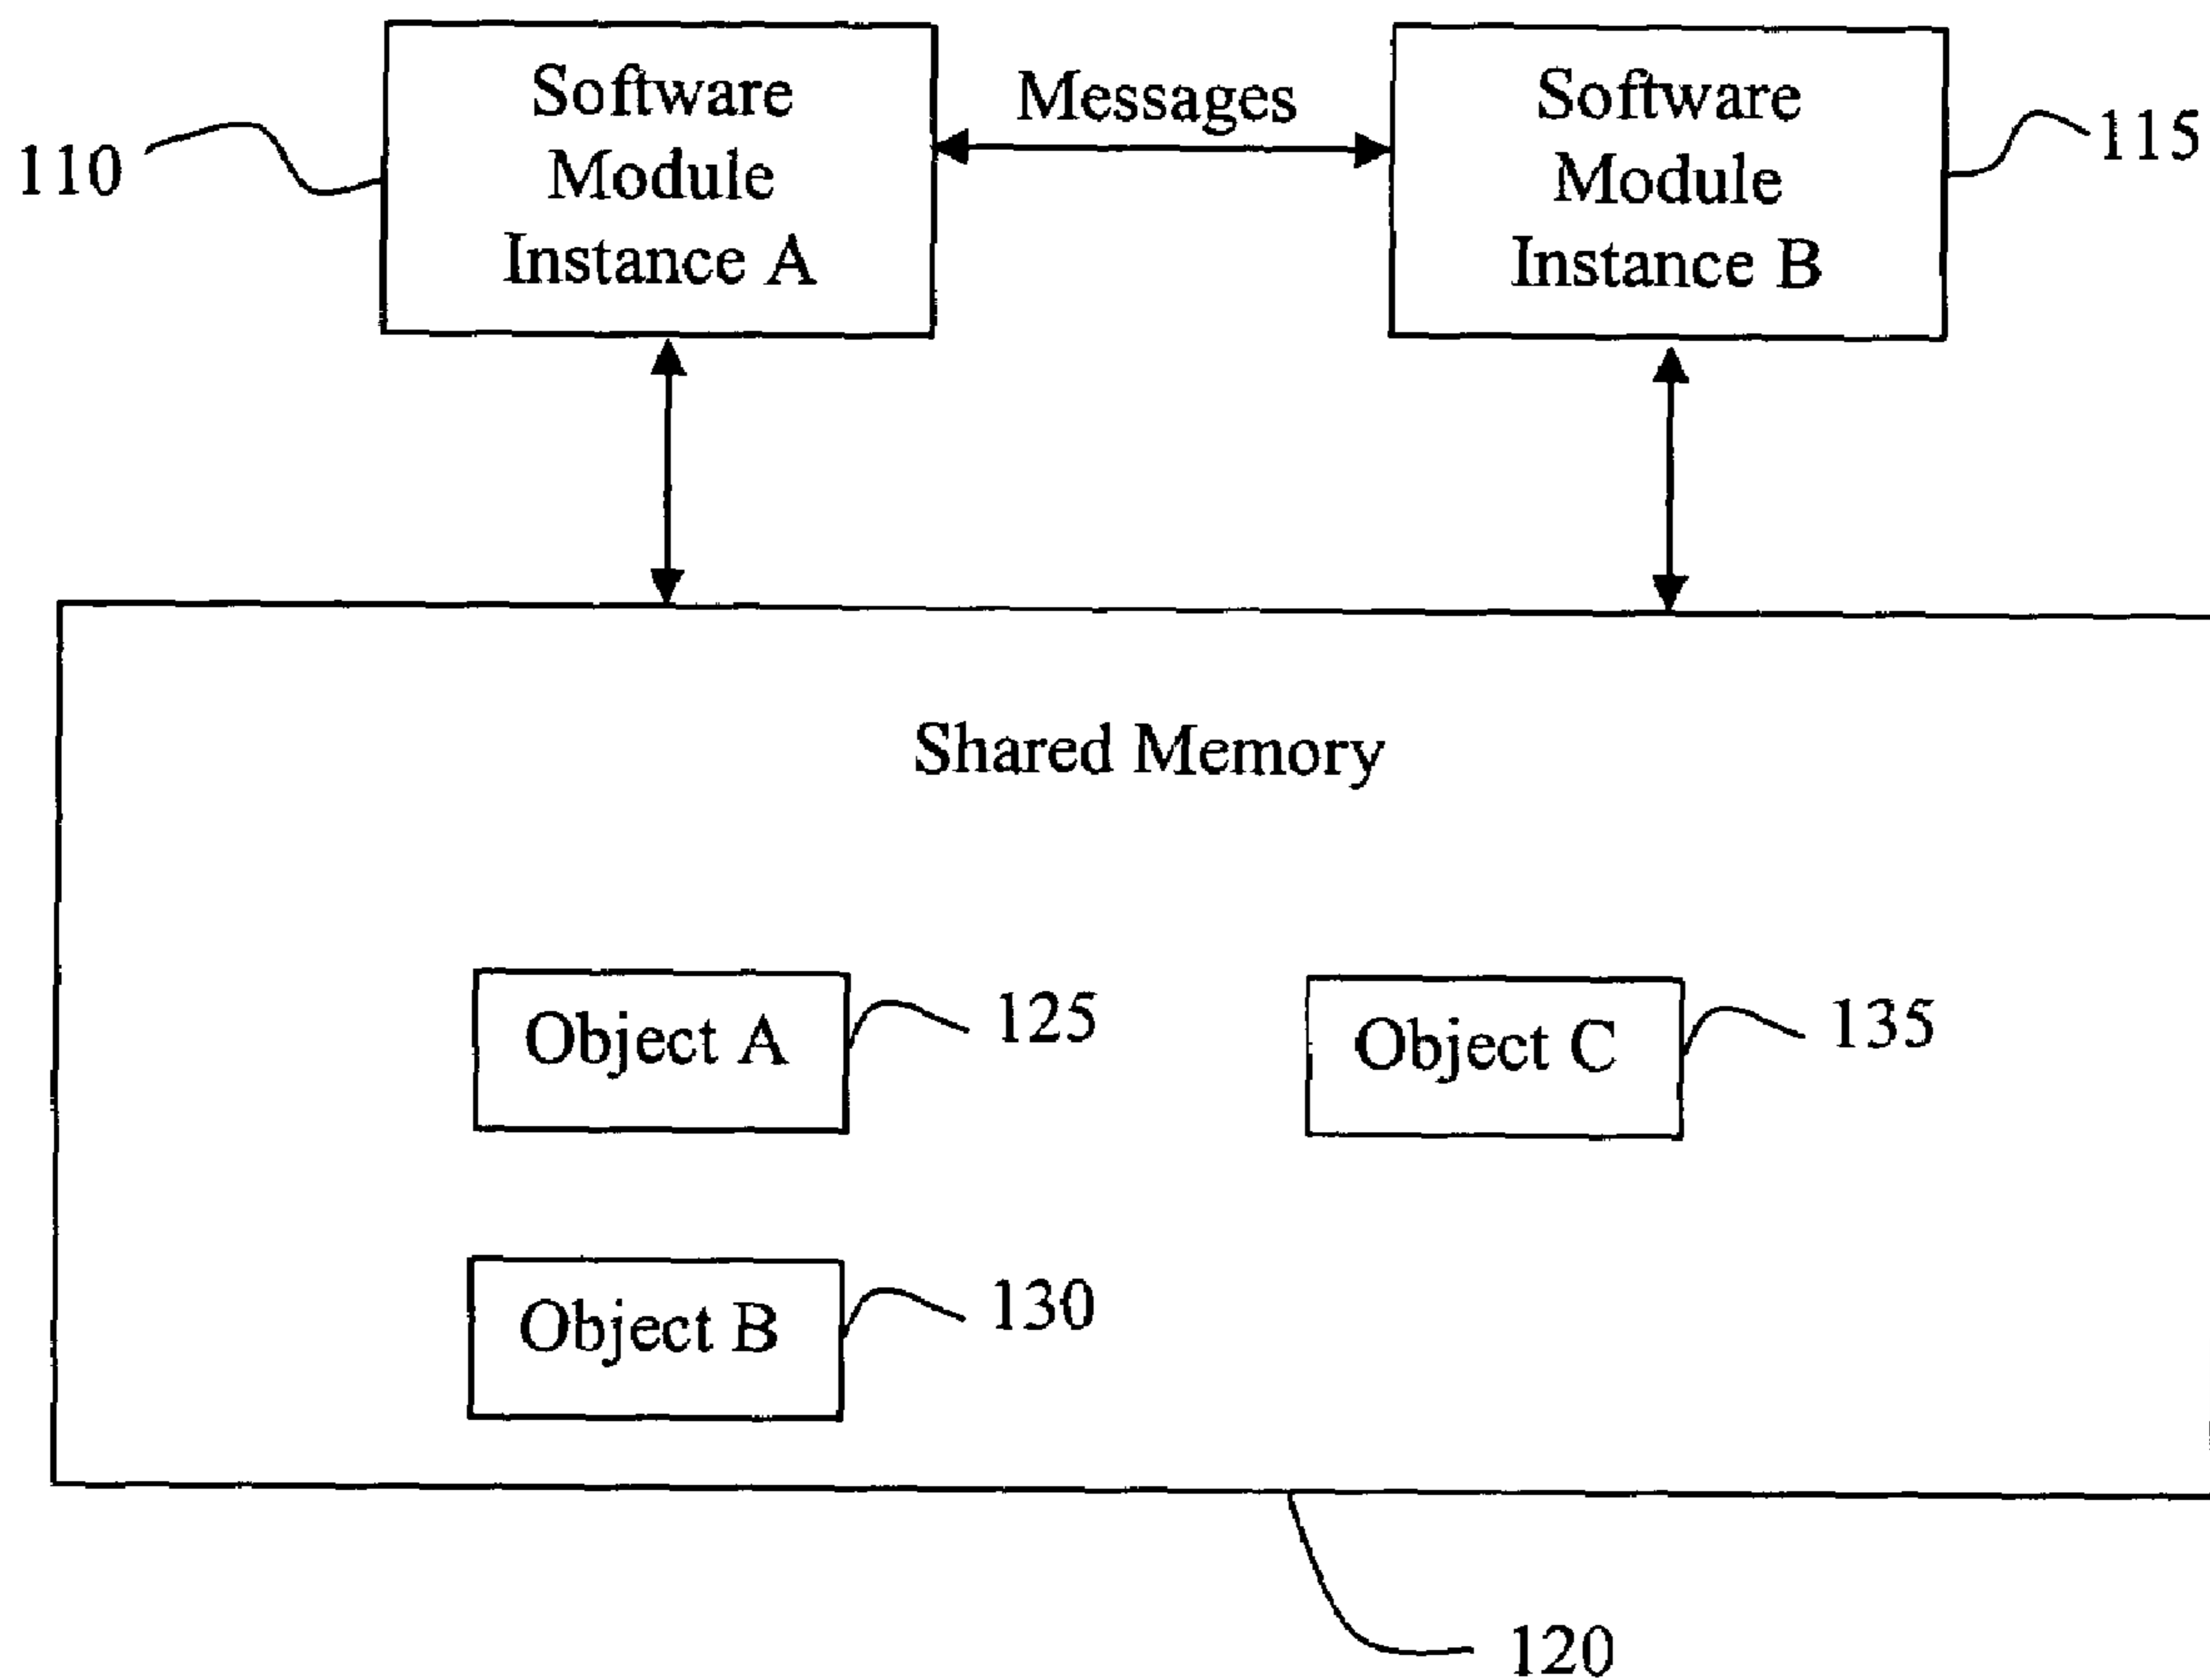 Software
Module
Instance A
Messages
Software
Module
Instance B
110
115
Shared Memory
Object A
125
Object C
135
Object B
130
120